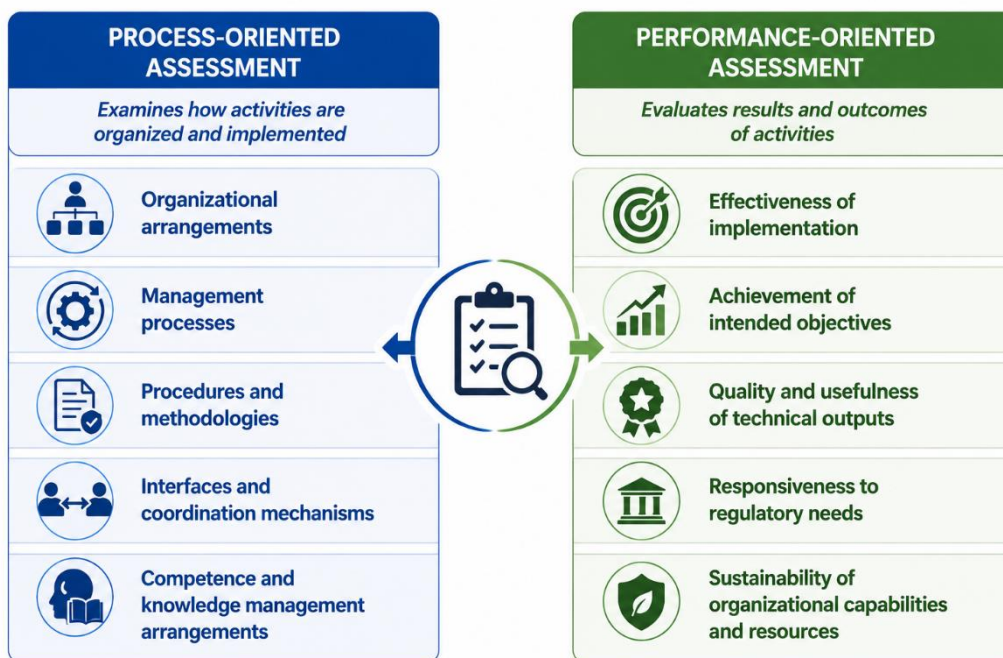 PROCESS-ORIENTED
ASSESSMENT
Examines how activities are
organized and implemented
Organizational
arrangements
Management
processes
Procedures and
methodologies
Interfaces and
coordination mechanisms
Competence and
knowledge management
arrangements
PERFORMANCE-ORIENTED
ASSESSMENT
Evaluates results and outcomes
of activities
Effectiveness of
implementation
Achievement of
intended objectives
Quality and usefulness
of technical outputs
Responsiveness to
regulatory needs
Sustainability of
organizational capabilities
and resources